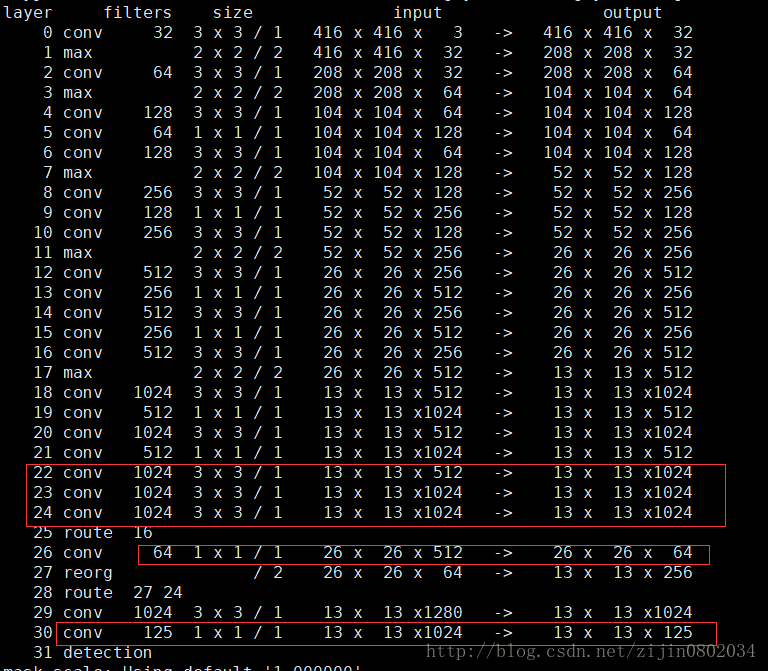 layer filters size input output
0 conv 32 3 x 3 / 1 416 x 416 x 3 -> 416 x 416 x 32
1 max 2 x 2 / 2 416 x 416 x 32 -> 208 x 208 x 32
2 conv 64 3 x 3 / 1 208 x 208 x 32 -> 208 x 208 x 64
3 max 2 x 2 / 2 208 x 208 x 64 -> 104 x 104 x 64
4 conv 128 3 x 3 / 1 104 x 104 x 64 -> 104 x 104 x 128
5 conv 64 1 x 1 / 1 104 x 104 x 128 -> 104 x 104 x 64
6 conv 128 3 x 3 / 1 104 x 104 x 64 -> 104 x 104 x 128
7 max 2 x 2 / 2 104 x 104 x 128 -> 52 x 52 x 128
8 conv 256 3 x 3 / 1 52 x 52 x 128 -> 52 x 52 x 256
9 conv 128 1 x 1 / 1 52 x 52 x 256 -> 52 x 52 x 128
10 conv 256 3 x 3 / 1 52 x 52 x 128 -> 52 x 52 x 256
11 max 2 x 2 / 2 52 x 52 x 256 -> 26 x 26 x 256
12 conv 512 3 x 3 / 1 26 x 26 x 256 -> 26 x 26 x 512
13 conv 256 1 x 1 / 1 26 x 26 x 512 -> 26 x 26 x 256
14 conv 512 3 x 3 / 1 26 x 26 x 256 -> 26 x 26 x 512
15 conv 256 1 x 1 / 1 26 x 26 x 512 -> 26 x 26 x 256
16 conv 512 3 x 3 / 1 26 x 26 x 256 -> 26 x 26 x 512
17 max 2 x 2 / 2 26 x 26 x 512 -> 13 x 13 x 512
18 conv 1024 3 x 3 / 1 13 x 13 x 512 -> 13 x 13 x1024
19 conv 512 1 x 1 / 1 13 x 13 x1024 -> 13 x 13 x 512
20 conv 1024 3 x 3 / 1 13 x 13 x 512 -> 13 x 13 x1024
21 conv 512 1 x 1 / 1 13 x 13 x1024 -> 13 x 13 x 512
22 conv 1024 3 x 3 / 1 13 x 13 x 512 -> 13 x 13 x1024
23 conv 1024 3 x 3 / 1 13 x 13 x1024 -> 13 x 13 x1024
24 conv 1024 3 x 3 / 1 13 x 13 x1024 -> 13 x 13 x1024
25 route 16
26 conv 64 1 x 1 / 1 26 x 26 x 512 -> 26 x 26 x 64
27 reorg / 2 26 x 26 x 64 -> 13 x 13 x 256
28 route 27 24
29 conv 1024 3 x 3 / 1 13 x 13 x1280 -> 13 x 13 x1024
30 conv 125 1 x 1 / 1 13 x 13 x1024 -> 13 x 13 x 125
31 detection
http://blog.csdn.net/zijin0802034
mask_scale: Using default '1.000000'